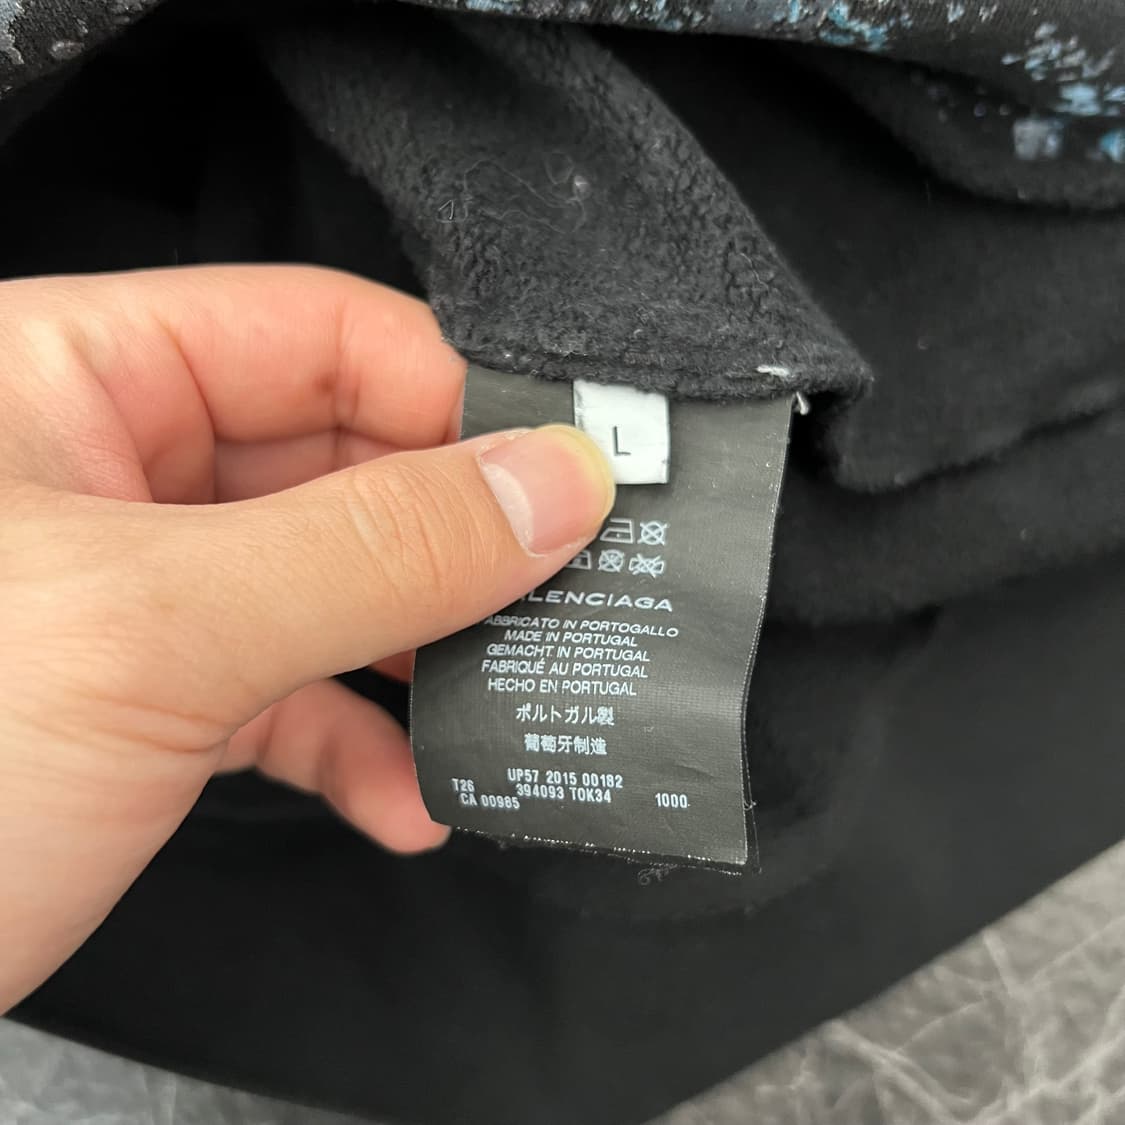 L
ALENCIAGA
FABBRICATO IN PORTOGALLO
MADE IN PORTUGAL
GEMACHT IN PORTUGAL
FABRIQUÉ AU PORTUGAL
HECHO EN PORTUGAL
ポルトガル製
葡萄牙制造
UP57 2015 00182
T26 394093 TOK34 1000
CA 00985